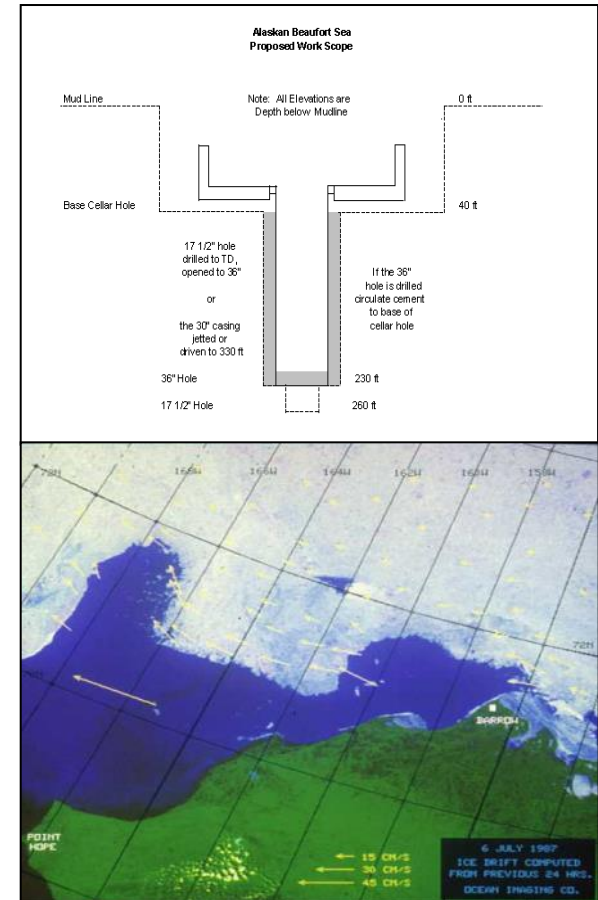 Alaskan Beaufort Sea
Proposed Work Scope
Mud Line
Note: All Elevations are
Depth below Mudline
0 ft
Base Cellar Hole
40 ft
17 1/2" hole
drilled to TD,
opened to 36"
or
the 30" casing
jetted or
driven to 330 ft
If the 36"
hole is drilled
circulate cement
to base of
cellar hole
36" Hole
230 ft
17 1/2" Hole
260 ft
168W
166W
164W
162W
160W
158W
72N
BARROW
POINT
HOPE
15 CM/S
30 CM/S
45 CM/S
6 JULY 1987
ICE DRIFT COMPUTED
FROM PREVIOUS 24 HRS.
OCEAN IMAGING CO.